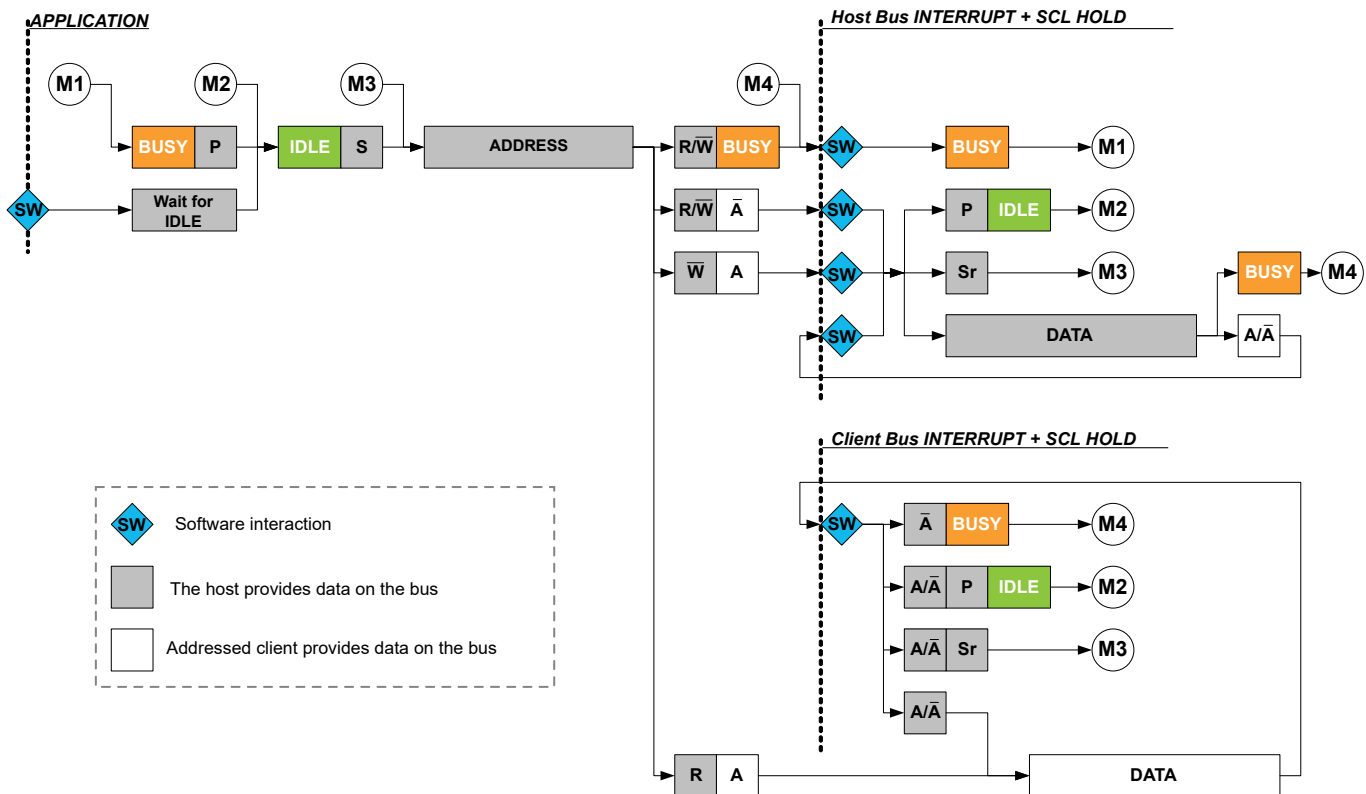 APPLICATION
Host Bus INTERRUPT + SCL HOLD
M1
M2
M3
M4
BUSY P
IDLE S
ADDRESS
R/W̅ BUSY
SW
BUSY
M1
SW
Wait for
IDLE
R/W̅ A̅
SW
P IDLE
M2
W̅ A
SW
Sr
M3
BUSY
M4
SW
DATA
A/A̅
Client Bus INTERRUPT + SCL HOLD
SW
A̅ BUSY
M4
A/A̅ P IDLE
M2
A/A̅ Sr
M3
A/A̅
R A
DATA
SW Software interaction
The host provides data on the bus
Addressed client provides data on the bus